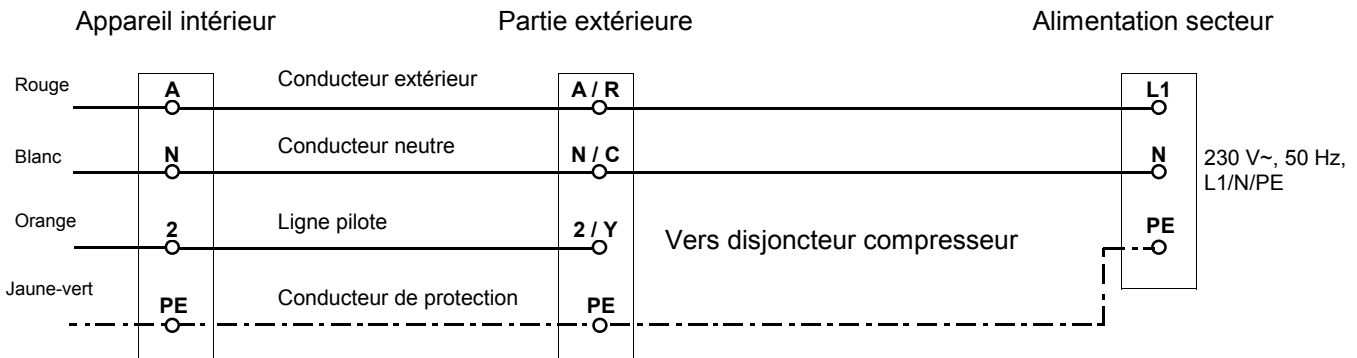 Appareil intérieur Partie extérieure Alimentation secteur
Rouge A Conducteur extérieur A / R L1
Blanc N Conducteur neutre N / C N 230 V~, 50 Hz,
L1/N/PE
Orange 2 Ligne pilote 2 / Y Vers disjoncteur compresseur PE
Jaune-vert PE Conducteur de protection PE